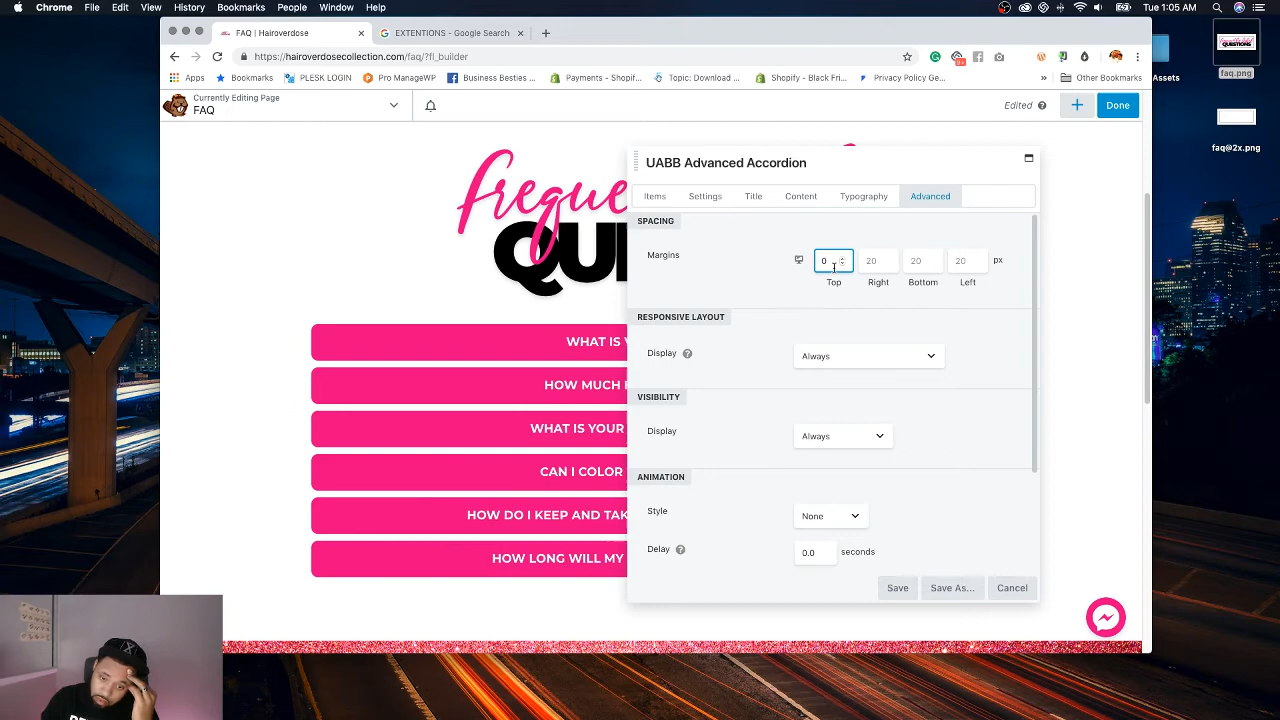 Chrome File Edit View History Bookmarks People Window Help
Tue 1:05 AM
FAQ | Hairoverdose
EXTENTIONS - Google Search
https://hairoverdosecollection.com/faq/?fl_builder
Apps Bookmarks PLESK LOGIN Pro ManageWP Business Besties ... Payments - Shopif... Topic: Download ... Shopify - Black Fri... Privacy Policy Ge... » Other Bookmarks
Assets
faq.png
faq@2x.png
Currently Editing Page
FAQ
Edited
Done
freque
QUE
UABB Advanced Accordion
Items Settings Title Content Typography Advanced
SPACING
Margins
0 20 20 20 px
Top Right Bottom Left
RESPONSIVE LAYOUT
Display Always
VISIBILITY
Display Always
ANIMATION
Style None
Delay 0.0 seconds
Save Save As... Cancel
WHAT IS
HOW MUCH
WHAT IS YOUR
CAN I COLOR
HOW DO I KEEP AND TAK
HOW LONG WILL MY